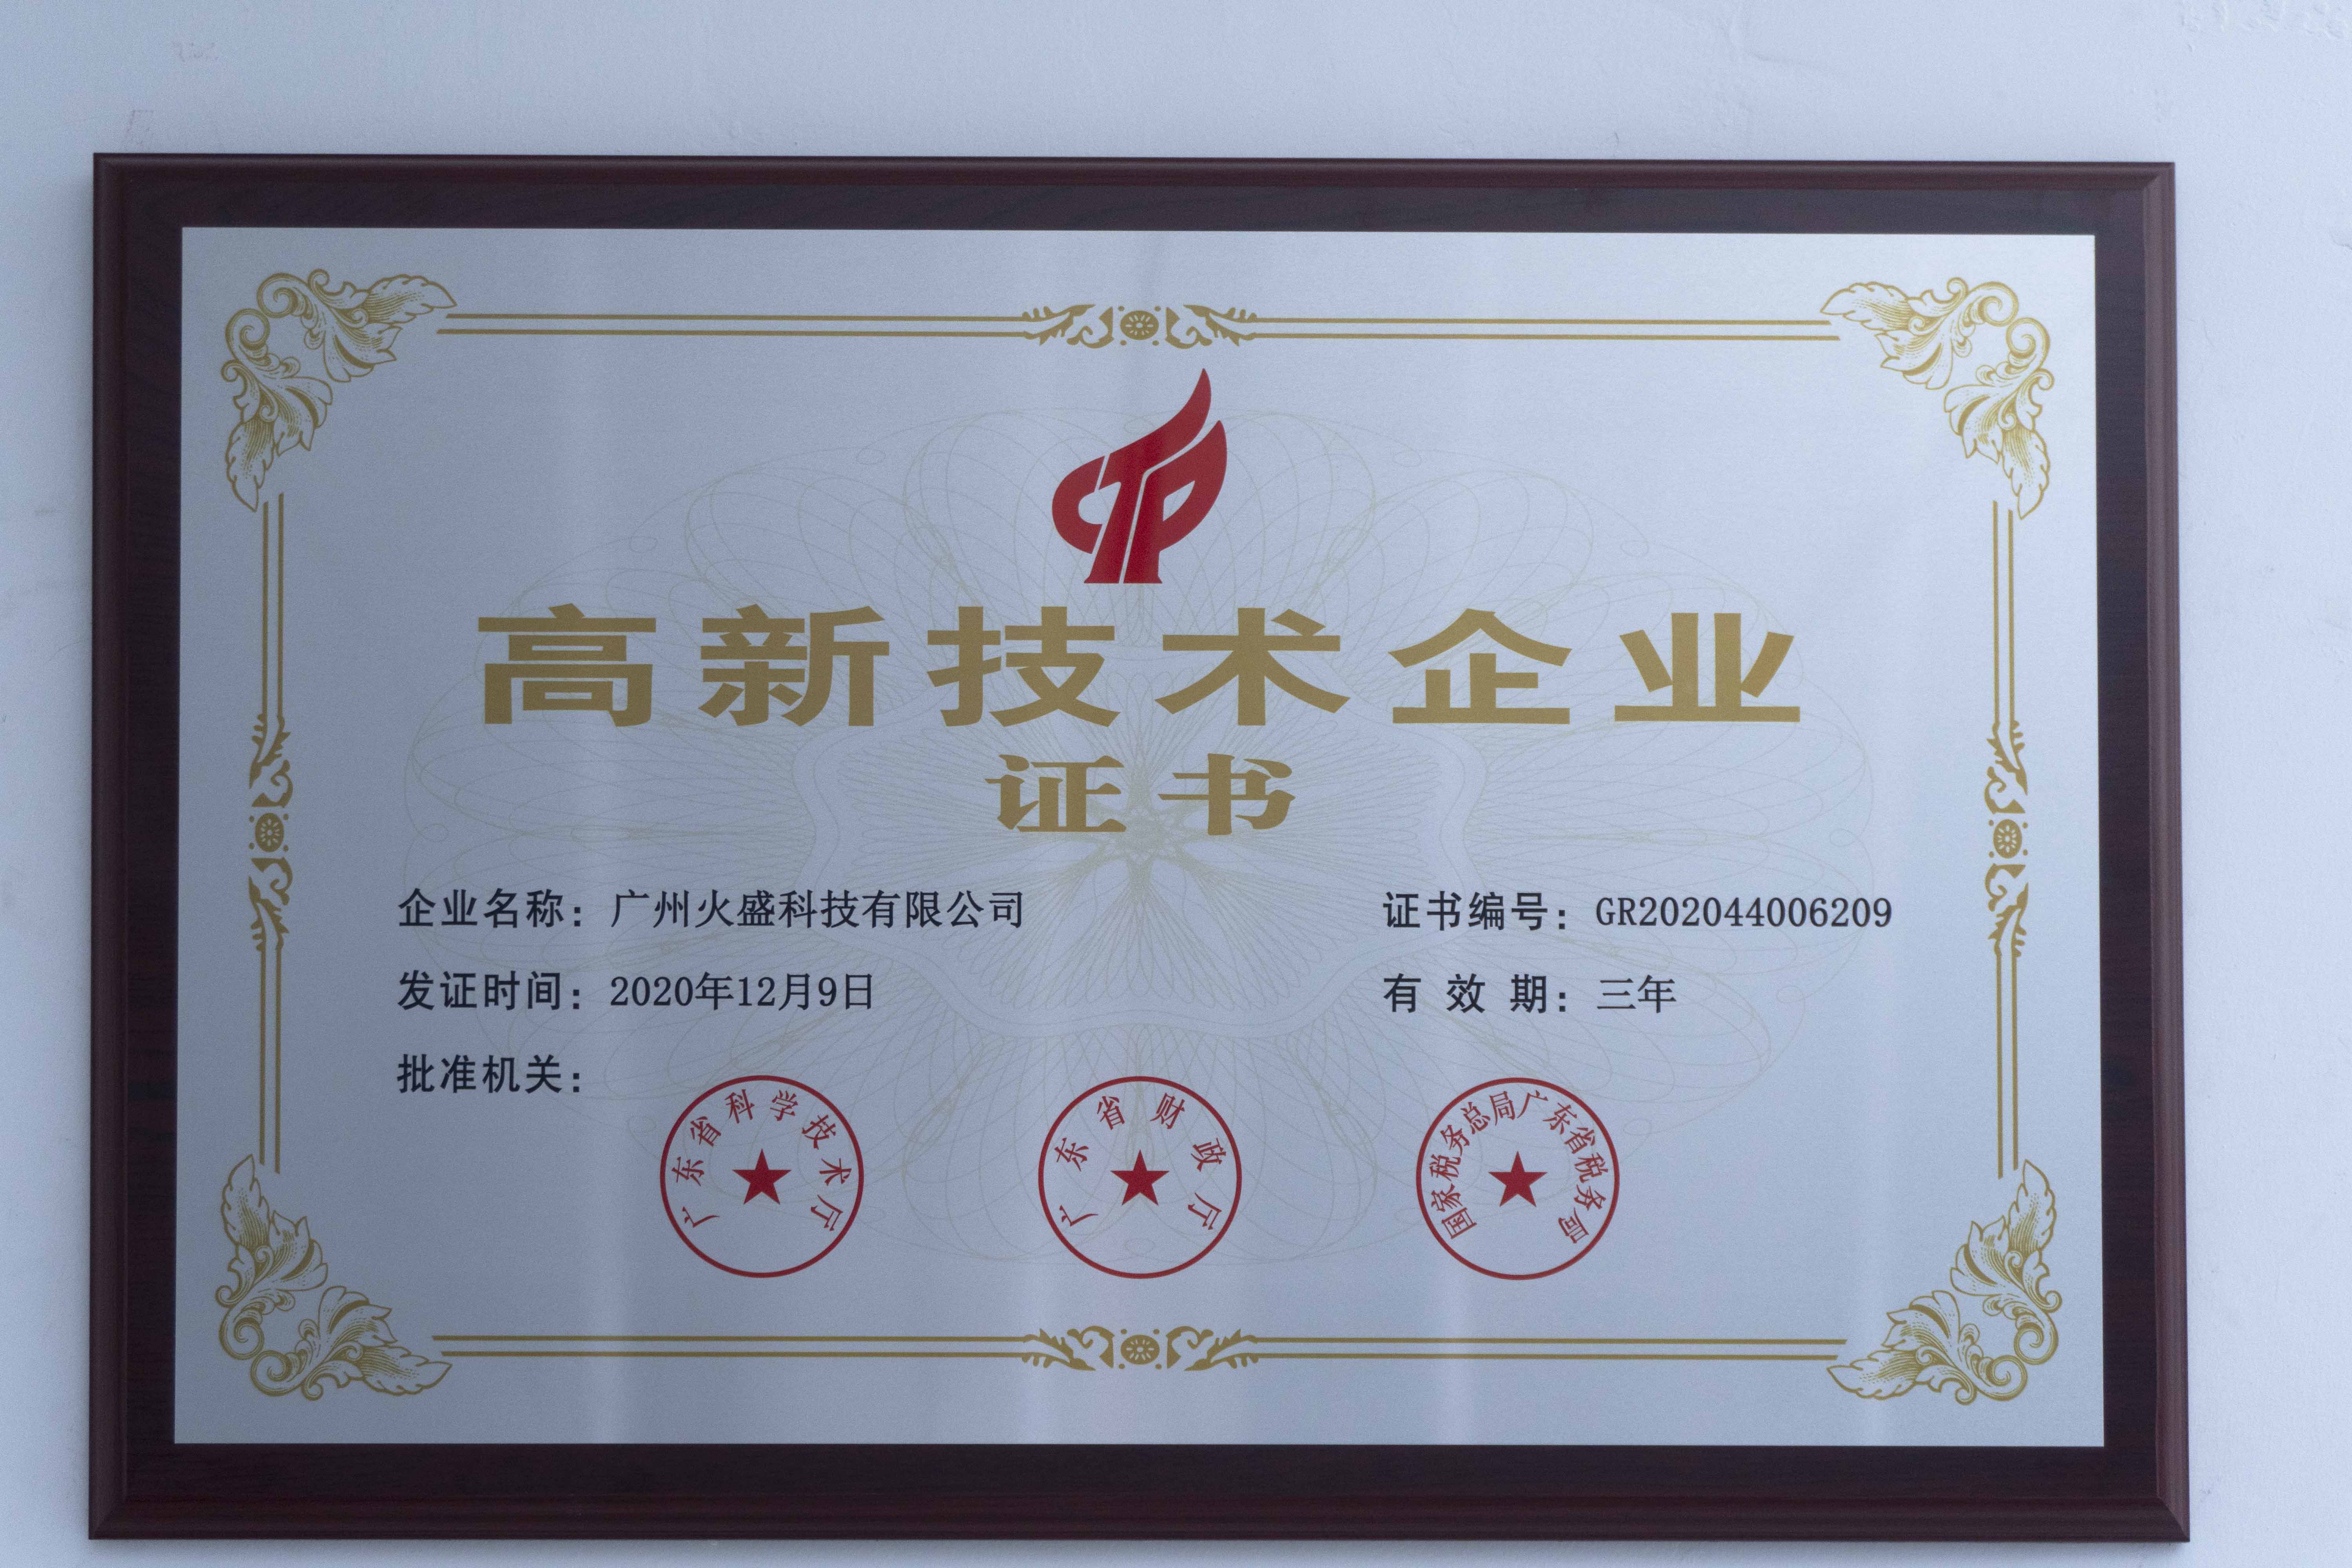 高新技术企业
证书
企业名称：广州火盛科技有限公司
证书编号：GR202044006209
发证时间：2020年12月9日
有效期：三年
批准机关：
广东省科学技术厅
广东省财政厅
国家税务总局广东省税务局